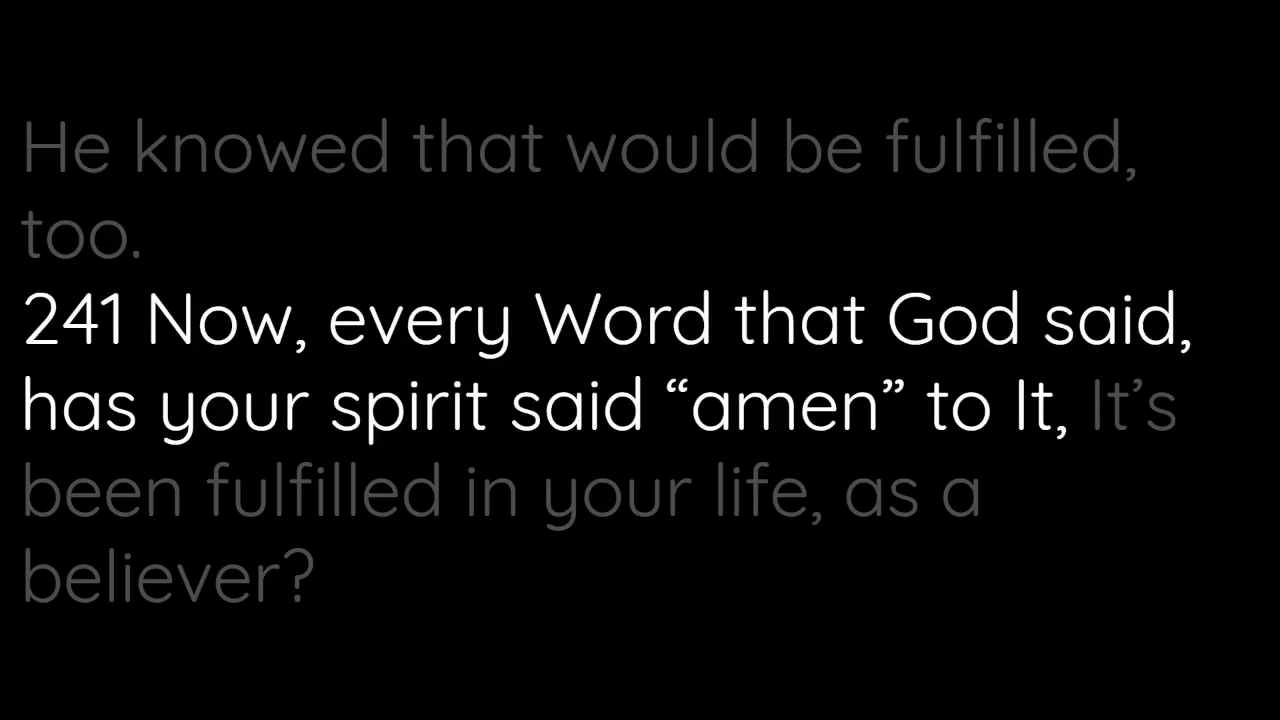 He knowed that would be fulfilled,
too.
241 Now, every Word that God said,
has your spirit said “amen” to It, It’s
been fulfilled in your life, as a
believer?